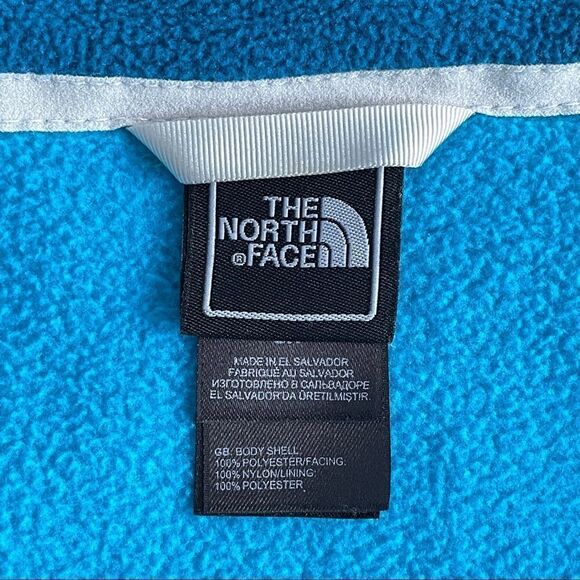 THE
NORTH
®FACE
MADE IN EL SALVADOR
FABRIQUÉ AU SALVADOR
ИЗГОТОВЛЕНО В САЛЬВАДОРЕ
EL SALVADOR'DA ÜRETILMIŞTIR.
GB. BODY SHELL
100% POLYESTER/FACING:
100% NYLON/LINING:
100% POLYESTER